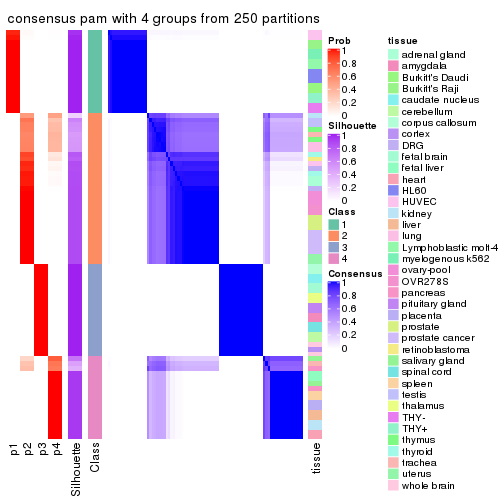 consensus pam with 4 groups from 250 partitions
Prob
1
0.8
0.6
0.4
0.2
0
Silhouette
1
0.8
0.6
0.4
0.2
0
Class
1
2
3
4
Consensus
1
0.8
0.6
0.4
0.2
0
tissue
adrenal gland
amygdala
Burkitt's Daudi
Burkitt's Raji
caudate nucleus
cerebellum
corpus callosum
cortex
DRG
fetal brain
fetal liver
heart
HL60
HUVEC
kidney
liver
lung
Lymphoblastic molt-4
myelogenous k562
ovary-pool
OVR278S
pancreas
pituitary gland
placenta
prostate
prostate cancer
retinoblastoma
salivary gland
spinal cord
spleen
testis
thalamus
THY-
THY+
thymus
thyroid
trachea
uterus
whole brain
p1
p2
p3
p4
Silhouette
Class
tissue